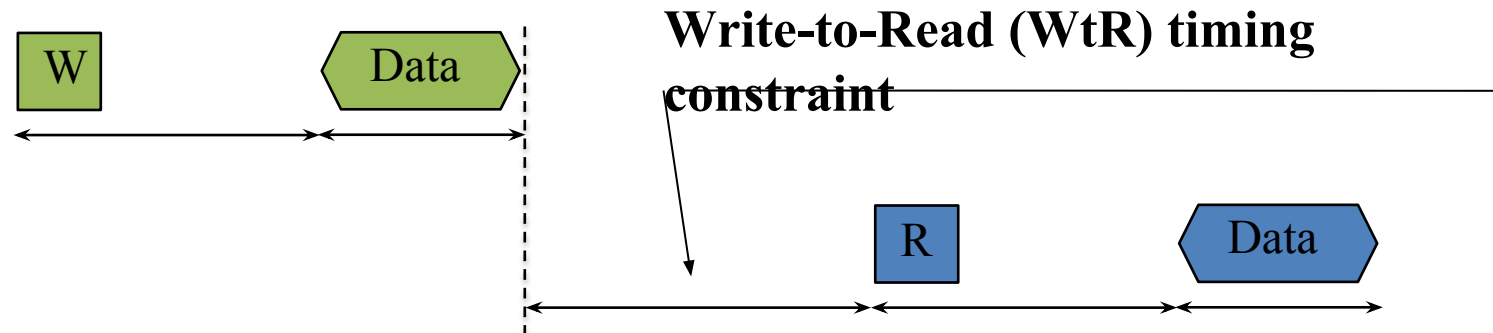 Write-to-Read (WtR) timing
constraint
W
Data
R
Data